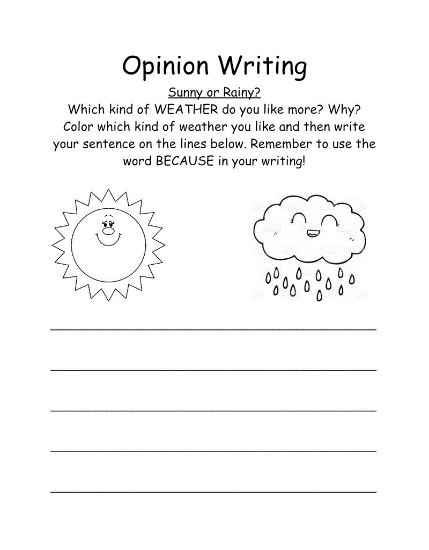 Opinion Writing
Sunny or Rainy?
Which kind of WEATHER do you like more? Why?
Color which kind of weather you like and then write
your sentence on the lines below. Remember to use the
word BECAUSE in your writing!